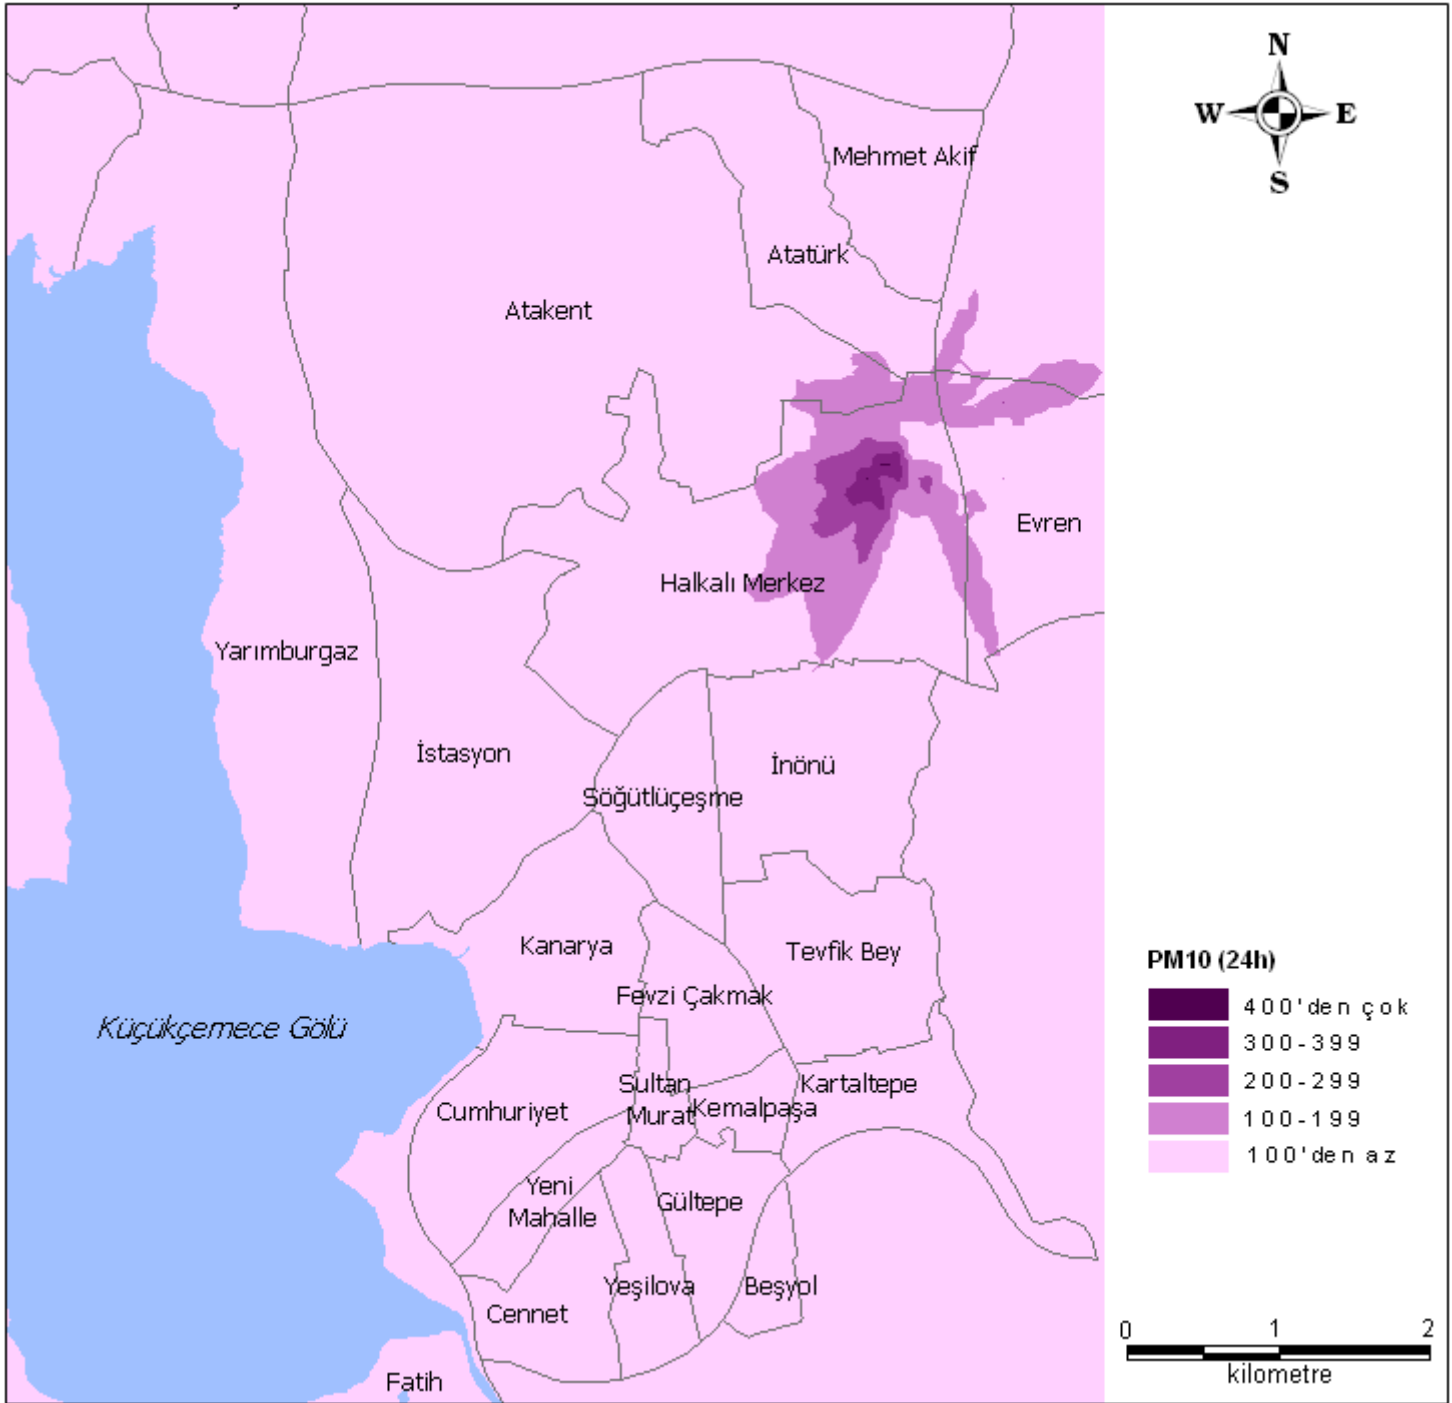 N
W E
S
Mehmet Akif
Atatürk
Atakent
Evren
Halkalı Merkez
Yarımburgaz
İstasyon
İnönü
Söğütlüçeşme
Kanarya
Tevfik Bey
Fevzi Çakmak
Küçükçemece Gölü
Sultan
Murat
Kartaltepe
Cumhuriyet
Kemalpaşa
Yeni
Mahalle
Gültepe
Yeşilova
Beşyol
Cennet
Fatih
PM10 (24h)
400'den çok
300-399
200-299
100-199
100'den az
0 1 2
kilometre